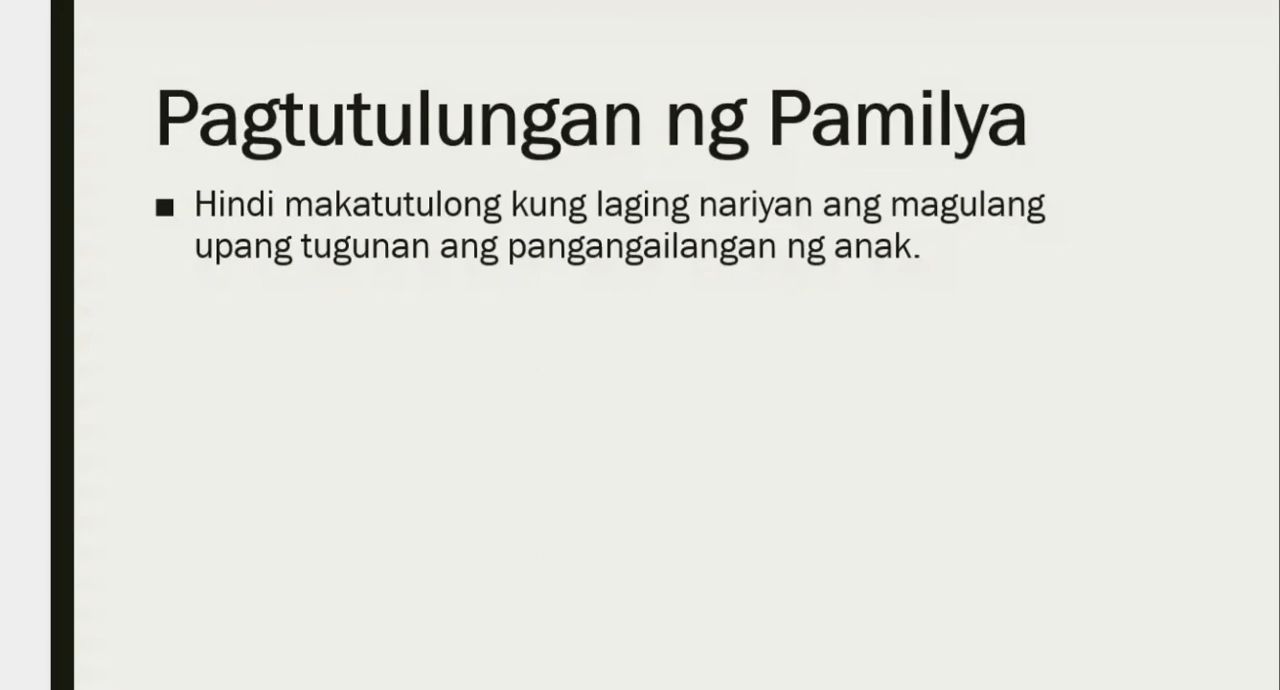 Pagtutulungan ng Pamilya
■ Hindi makatutulong kung laging nariyan ang magulang
upang tugunan ang pangangailangan ng anak.